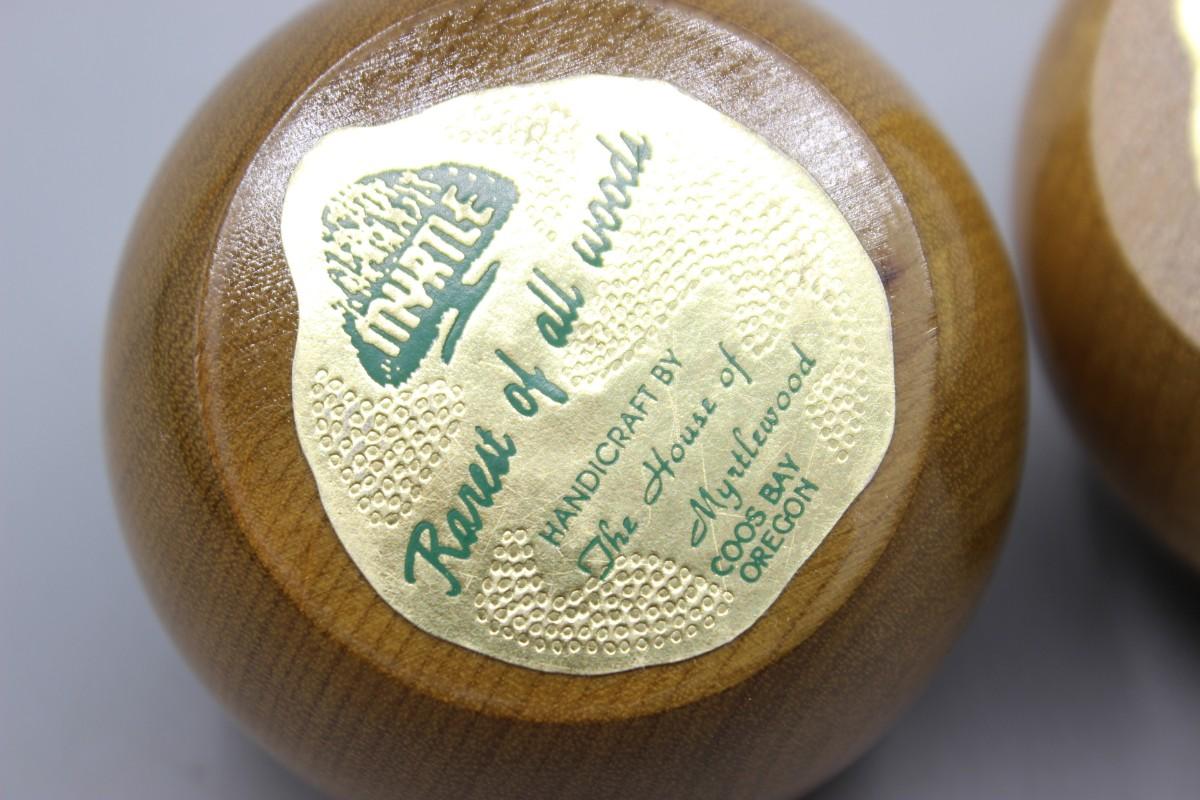 MYRTLE
Rarest of all woods
HANDICRAFT BY
The House of
Myrtlewood
COOS BAY
OREGON